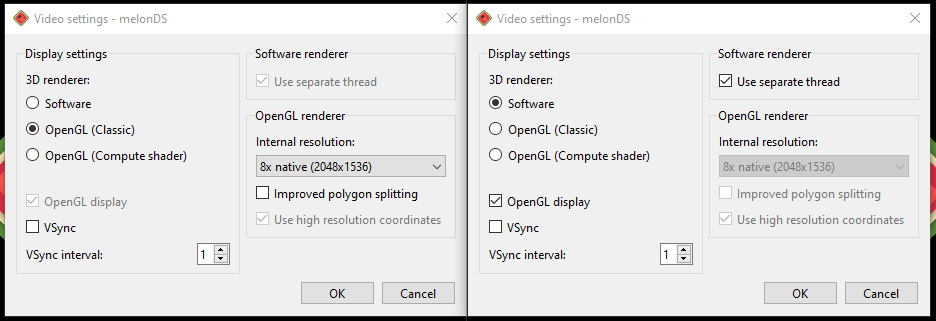 Video settings - melonDS
Display settings
3D renderer:
Software
OpenGL (Classic)
OpenGL (Compute shader)
OpenGL display
VSync
VSync interval:
1
Software renderer
Use separate thread
OpenGL renderer
Internal resolution:
8x native (2048x1536)
Improved polygon splitting
Use high resolution coordinates
OK
Cancel
Video settings - melonDS
Display settings
3D renderer:
Software
OpenGL (Classic)
OpenGL (Compute shader)
OpenGL display
VSync
VSync interval:
1
Software renderer
Use separate thread
OpenGL renderer
Internal resolution:
8x native (2048x1536)
Improved polygon splitting
Use high resolution coordinates
OK
Cancel